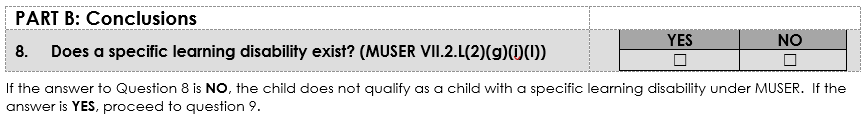 PART B: Conclusions
YES NO
8. Does a specific learning disability exist? (MUSER VII.2.L(2)(g)(i)(I))
☐ ☐
If the answer to Question 8 is NO, the child does not qualify as a child with a specific learning disability under MUSER. If the
answer is YES, proceed to question 9.